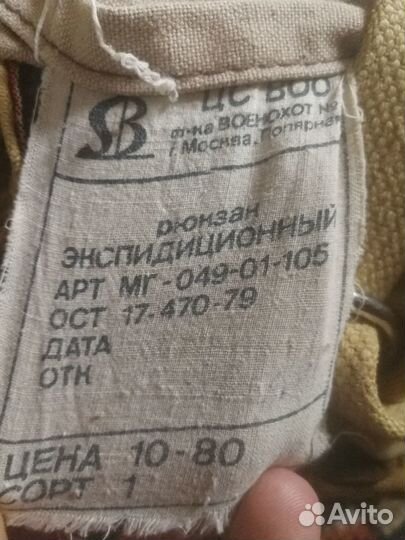 ЦС ВОО
ф-ка ВОЕНОХОТ №
г. Москва, Полярная
рюкзак
ЭКСПИДИЦИОННЫЙ
АРТ МГ-049-01-105
ОСТ 17-470-79
ДАТА
ОТК
ЦЕНА 10-80
СОРТ 1
Avito